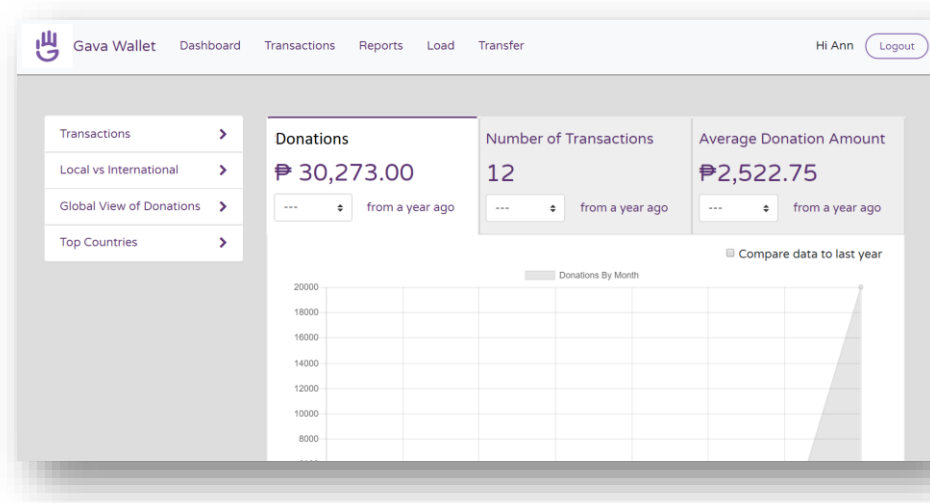 Gava Wallet Dashboard Transactions Reports Load Transfer Hi Ann Logout
Transactions
Local vs International
Global View of Donations
Top Countries
Donations
₱ 30,273.00
--- from a year ago
Number of Transactions
12
--- from a year ago
Average Donation Amount
₱2,522.75
--- from a year ago
Compare data to last year
Donations By Month
20000
18000
16000
14000
12000
10000
8000